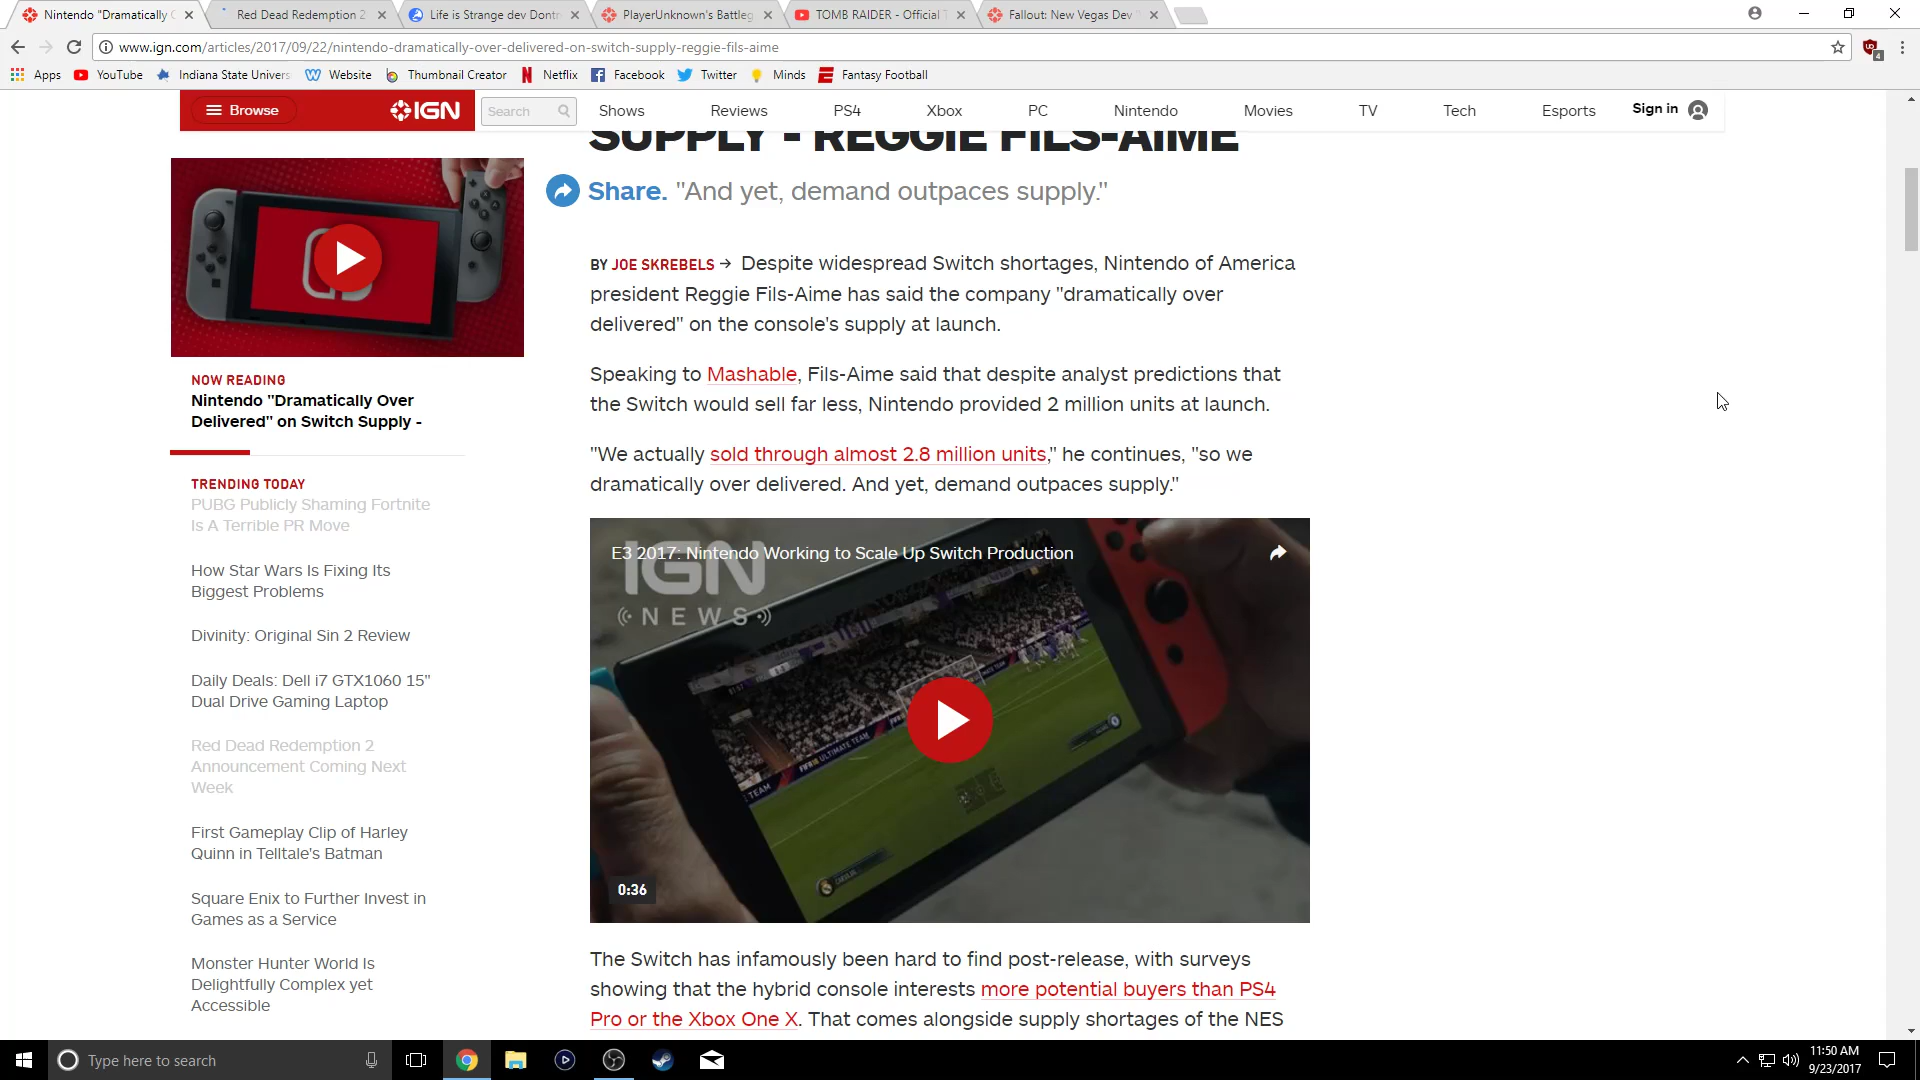 Nintendo "Dramatically
Red Dead Redemption 2
Life is Strange dev Dontn
PlayerUnknown's Battleg
TOMB RAIDER - Official
Fallout: New Vegas Dev
www.ign.com/articles/2017/09/22/nintendo-dramatically-over-delivered-on-switch-supply-reggie-fils-aime
4
Apps YouTube Indiana State Univers Website Thumbnail Creator Netflix Facebook Twitter Minds Fantasy Football
Browse IGN Search Shows Reviews PS4 Xbox PC Nintendo Movies TV Tech Esports Sign in
SUPPLY - REGGIE FILS-AIME
Share. "And yet, demand outpaces supply."
NOW READING
Nintendo "Dramatically Over
Delivered" on Switch Supply -
TRENDING TODAY
PUBG Publicly Shaming Fortnite
Is A Terrible PR Move
How Star Wars Is Fixing Its
Biggest Problems
Divinity: Original Sin 2 Review
Daily Deals: Dell i7 GTX1060 15"
Dual Drive Gaming Laptop
Red Dead Redemption 2
Announcement Coming Next
Week
First Gameplay Clip of Harley
Quinn in Telltale's Batman
Square Enix to Further Invest in
Games as a Service
Monster Hunter World Is
Delightfully Complex yet
Accessible
BY JOE SKREBELS → Despite widespread Switch shortages, Nintendo of America
president Reggie Fils-Aime has said the company "dramatically over
delivered" on the console's supply at launch.
Speaking to Mashable, Fils-Aime said that despite analyst predictions that
the Switch would sell far less, Nintendo provided 2 million units at launch.
"We actually sold through almost 2.8 million units," he continues, "so we
dramatically over delivered. And yet, demand outpaces supply."
E3 2017: Nintendo Working to Scale Up Switch Production
IGN
NEWS
FIFA18 ULTIMATE TEAM
TEAM
0:36
The Switch has infamously been hard to find post-release, with surveys
showing that the hybrid console interests more potential buyers than PS4
Pro or the Xbox One X. That comes alongside supply shortages of the NES
Type here to search
11:50 AM
9/23/2017